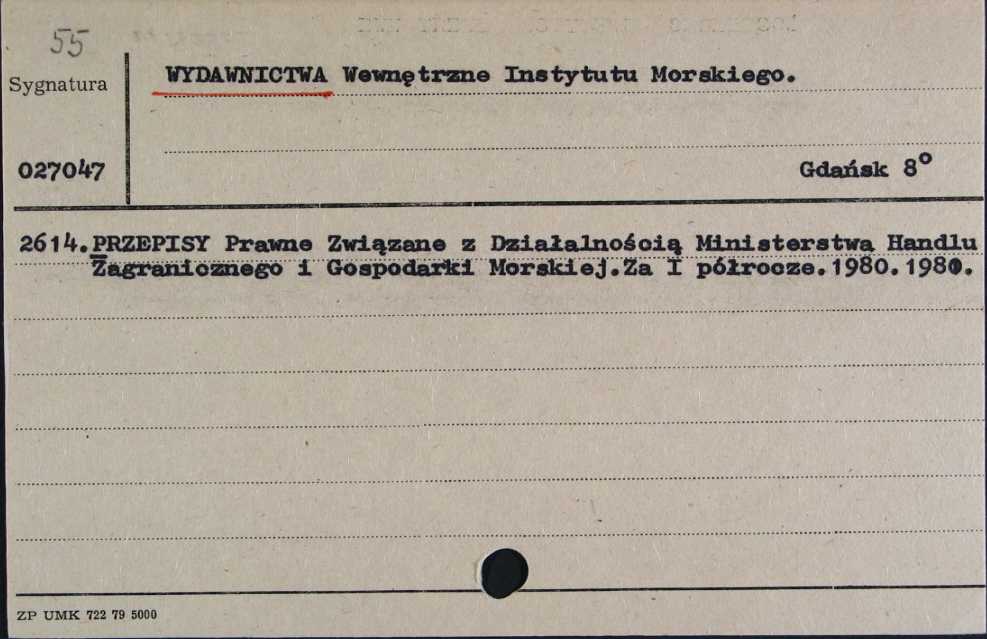 55
Sygnatura
WYDAWNICTWA Wewnętrzne Instytutu Morskiego.
027047
Gdańsk 8°
2614. PRZEPISY Prawne Związane z Działalnością Ministerstwa Handlu
Zagranicznego i Gospodarki Morskiej.Za I półrocze.1980.1980.
ZP UMK 722 79 5000